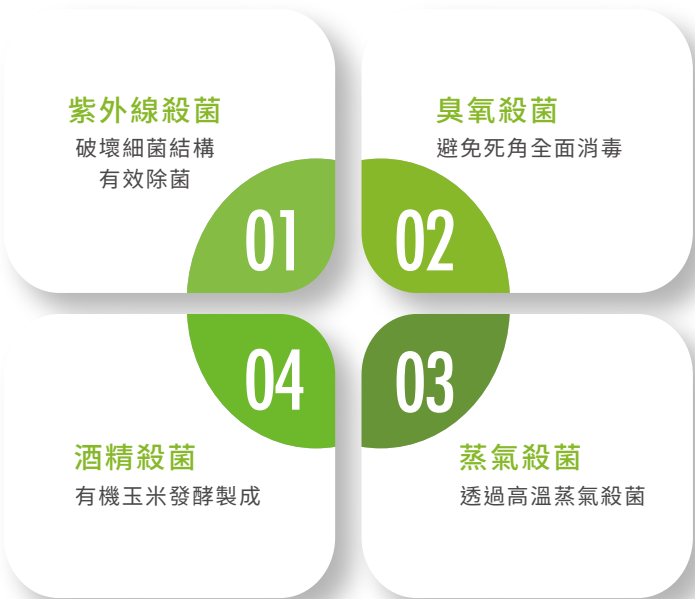 紫外線殺菌
破壞細菌結構
有效除菌
01
臭氧殺菌
避免死角全面消毒
02
03
蒸氣殺菌
透過高溫蒸氣殺菌
04
酒精殺菌
有機玉米發酵製成